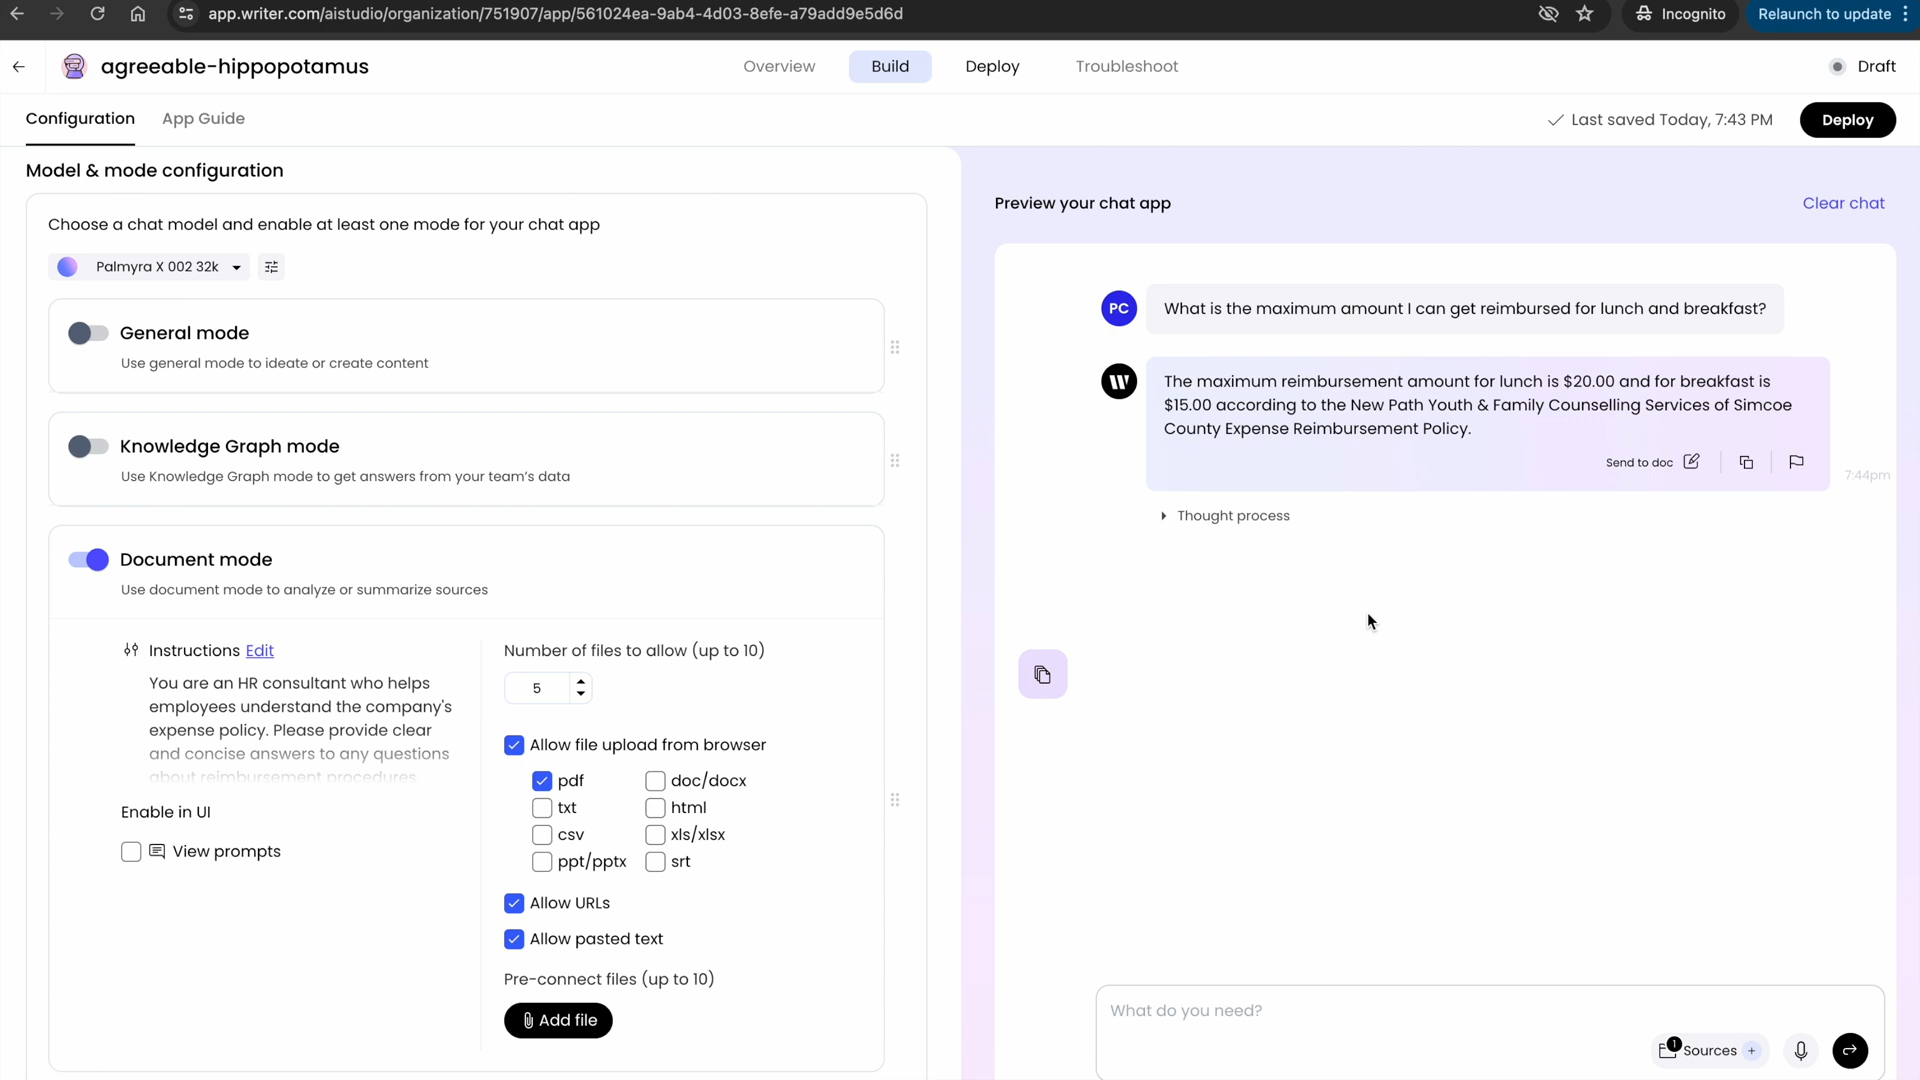 app.writer.com/aistudio/organization/751907/app/561024ea-9ab4-4d03-8efe-a79add9e5d6d
Incognito
Relaunch to update
agreeable-hippopotamus
Overview
Build
Deploy
Troubleshoot
Draft
Configuration
App Guide
Last saved Today, 7:43 PM
Deploy
Model & mode configuration
Choose a chat model and enable at least one mode for your chat app
Palmyra X 002 32k
General mode
Use general mode to ideate or create content
Knowledge Graph mode
Use Knowledge Graph mode to get answers from your team's data
Document mode
Use document mode to analyze or summarize sources
Instructions Edit
You are an HR consultant who helps
employees understand the company's
expense policy. Please provide clear
and concise answers to any questions
about reimbursement procedures
Enable in UI
View prompts
Number of files to allow (up to 10)
5
Allow file upload from browser
pdf
doc/docx
txt
html
csv
xls/xlsx
ppt/pptx
srt
Allow URLs
Allow pasted text
Pre-connect files (up to 10)
Add file
Preview your chat app
Clear chat
PC
What is the maximum amount I can get reimbursed for lunch and breakfast?
W
The maximum reimbursement amount for lunch is $20.00 and for breakfast is
$15.00 according to the New Path Youth & Family Counselling Services of Simcoe
County Expense Reimbursement Policy.
Send to doc
7:44pm
Thought process
What do you need?
1
Sources +